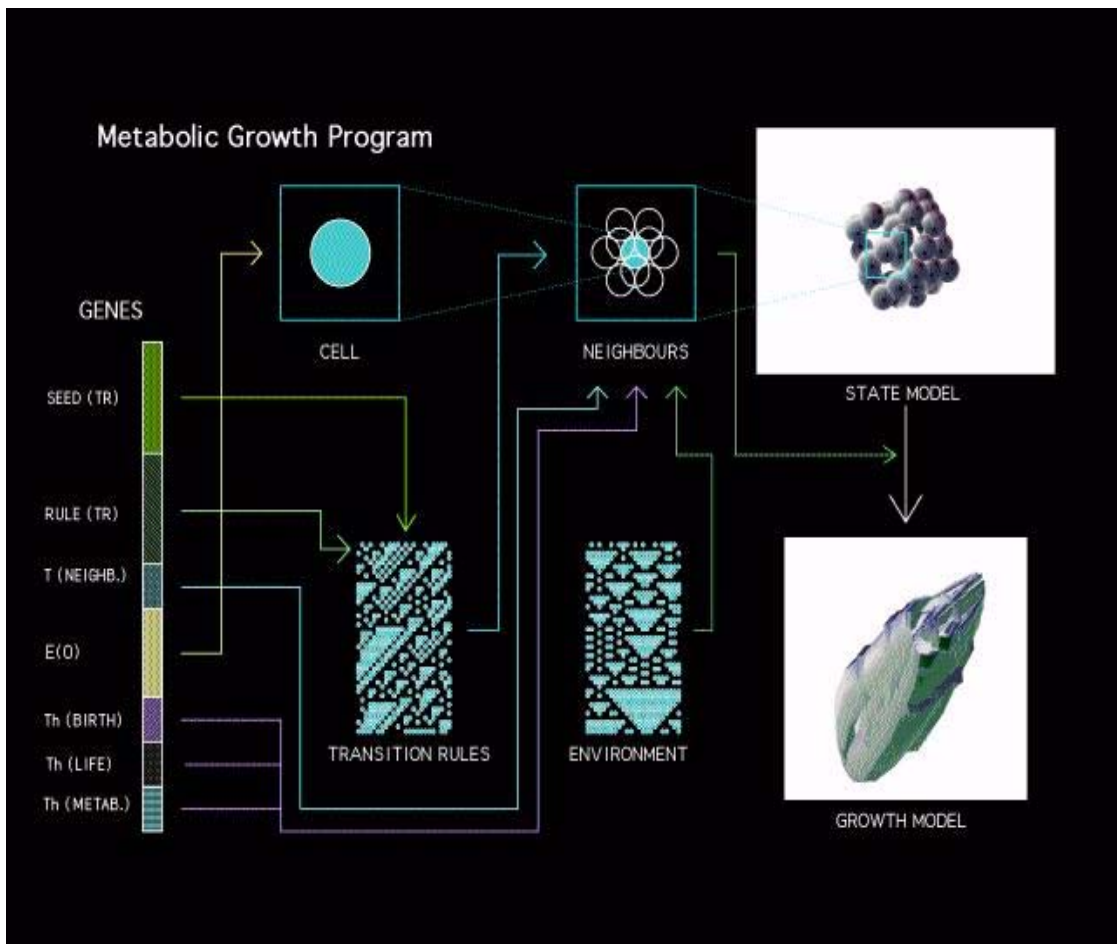 Metabolic Growth Program
GENES
CELL
NEIGHBOURS
STATE MODEL
SEED (TR)
RULE (TR)
T (NEIGHB.)
E(O)
Th (BIRTH)
Th (LIFE)
Th (METAB.)
TRANSITION RULES
ENVIRONMENT
GROWTH MODEL